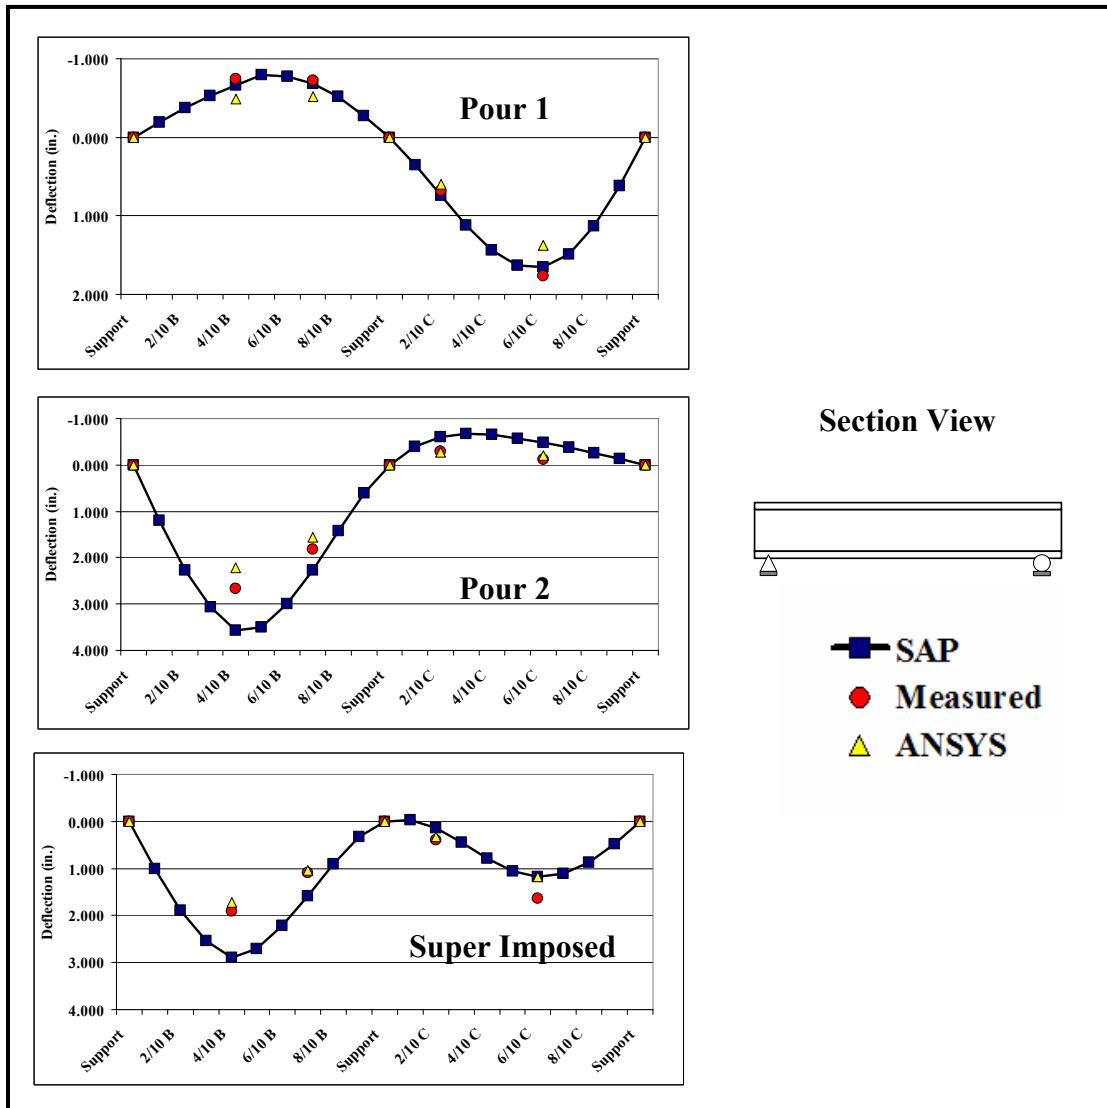 -1.000
0.000
1.000
2.000
Deflection (in.)
Pour 1
Support
2/10 B
4/10 B
6/10 B
8/10 B
Support
2/10 C
4/10 C
6/10 C
8/10 C
Support
-1.000
0.000
1.000
2.000
3.000
4.000
Deflection (in.)
Pour 2
Support
2/10 B
4/10 B
6/10 B
8/10 B
Support
2/10 C
4/10 C
6/10 C
8/10 C
Support
-1.000
0.000
1.000
2.000
3.000
4.000
Deflection (in.)
Super Imposed
Support
2/10 B
4/10 B
6/10 B
8/10 B
Support
2/10 C
4/10 C
6/10 C
8/10 C
Support
Section View
SAP
Measured
ANSYS